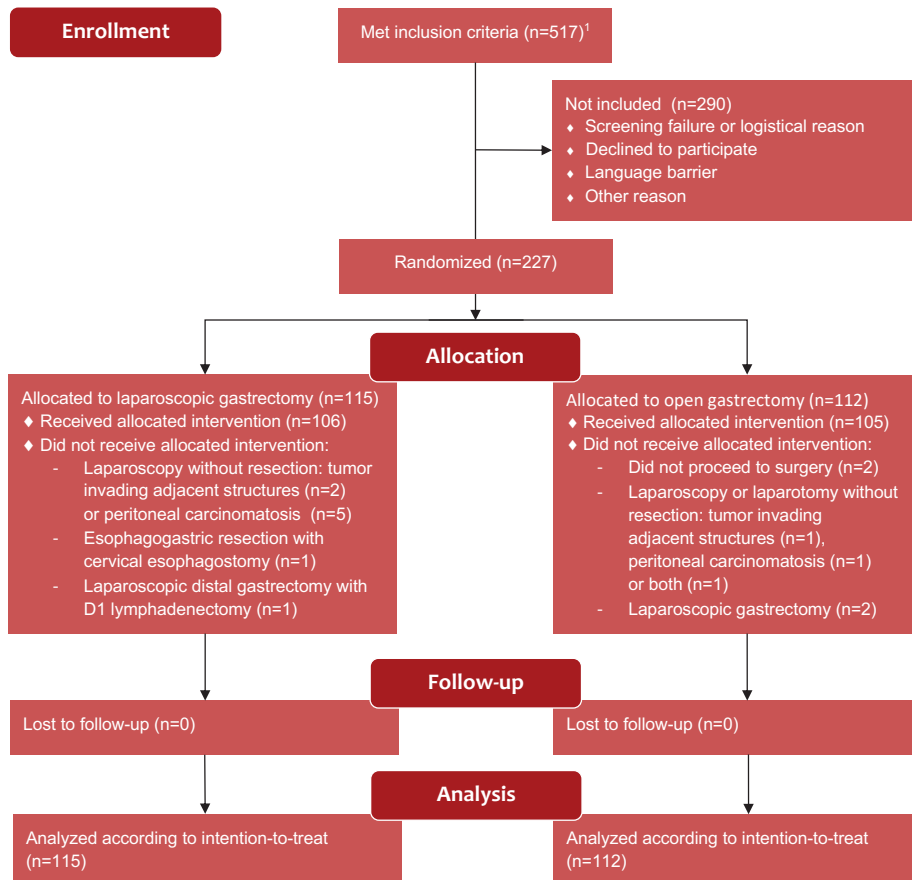 Enrollment
Met inclusion criteria (n=517)¹
Not included (n=290)
♦ Screening failure or logistical reason
♦ Declined to participate
♦ Language barrier
♦ Other reason
Randomized (n=227)
Allocation
Allocated to laparoscopic gastrectomy (n=115)
♦ Received allocated intervention (n=106)
♦ Did not receive allocated intervention:
- Laparoscopy without resection: tumor
invading adjacent structures (n=2)
or peritoneal carcinomatosis (n=5)
- Esophagogastric resection with
cervical esophagostomy (n=1)
- Laparoscopic distal gastrectomy with
D1 lymphadenectomy (n=1)
Allocated to open gastrectomy (n=112)
♦ Received allocated intervention (n=105)
♦ Did not receive allocated intervention:
- Did not proceed to surgery (n=2)
- Laparoscopy or laparotomy without
resection: tumor invading
adjacent structures (n=1),
peritoneal carcinomatosis (n=1)
or both (n=1)
- Laparoscopic gastrectomy (n=2)
Follow-up
Lost to follow-up (n=0)
Lost to follow-up (n=0)
Analysis
Analyzed according to intention-to-treat
(n=115)
Analyzed according to intention-to-treat
(n=112)